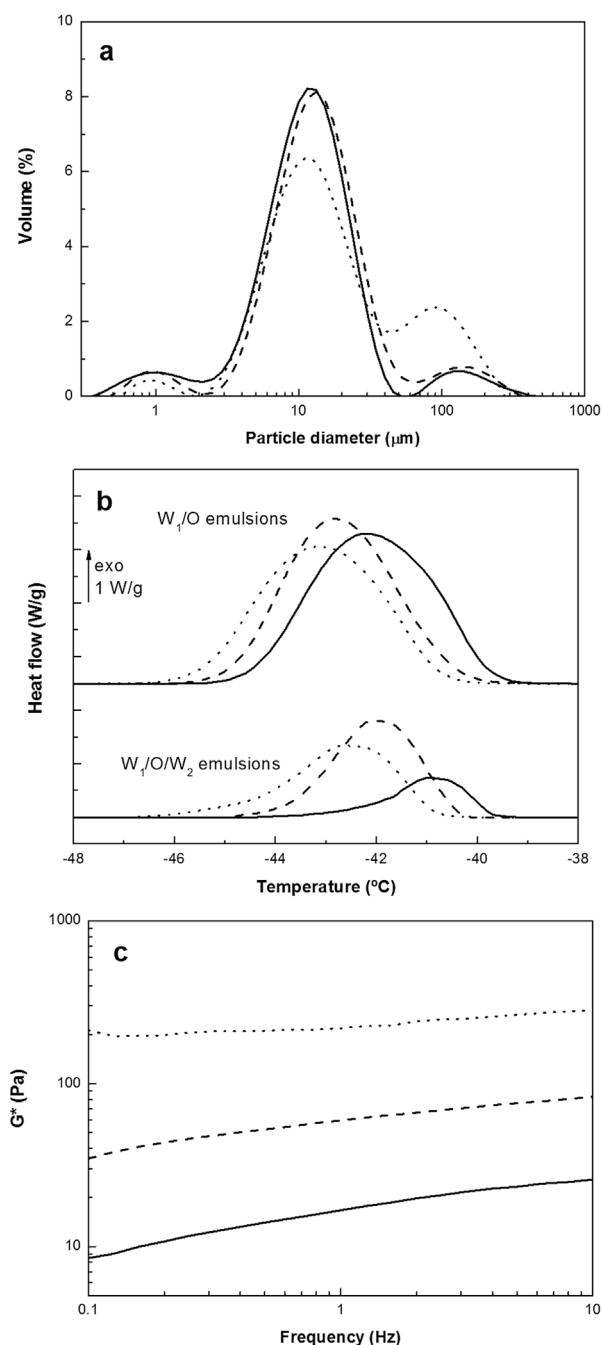 a
10
8
6
4
2
0
Volume (%)
1 10 100 1000
Particle diameter (μm)
b
W₁/O emulsions
exo
1 W/g
Heat flow (W/g)
W₁/O/W₂ emulsions
-48 -46 -44 -42 -40 -38
Temperature (ºC)
c
1000
100
10
G* (Pa)
0.1 1 10
Frequency (Hz)